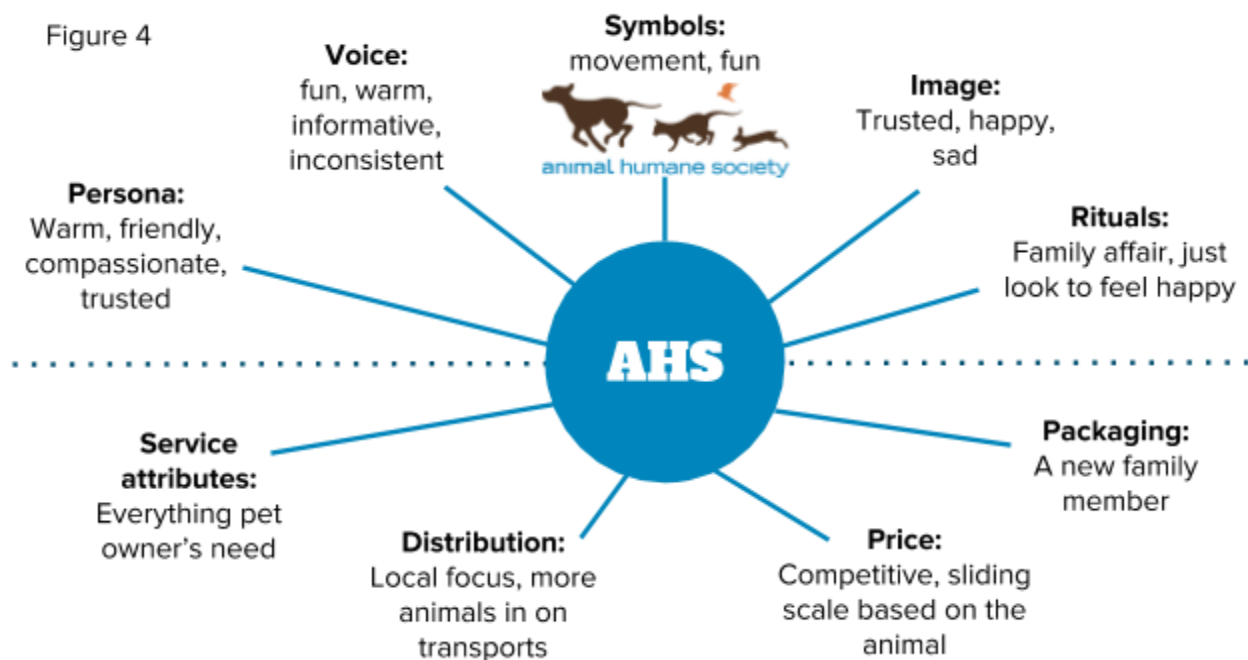 Figure 4
Symbols:
movement, fun
animal humane society
Voice:
fun, warm,
informative,
inconsistent
Image:
Trusted, happy,
sad
Persona:
Warm, friendly,
compassionate,
trusted
Rituals:
Family affair, just
look to feel happy
AHS
Service
attributes:
Everything pet
owner's need
Distribution:
Local focus, more
animals in on
transports
Price:
Competitive, sliding
scale based on the
animal
Packaging:
A new family
member